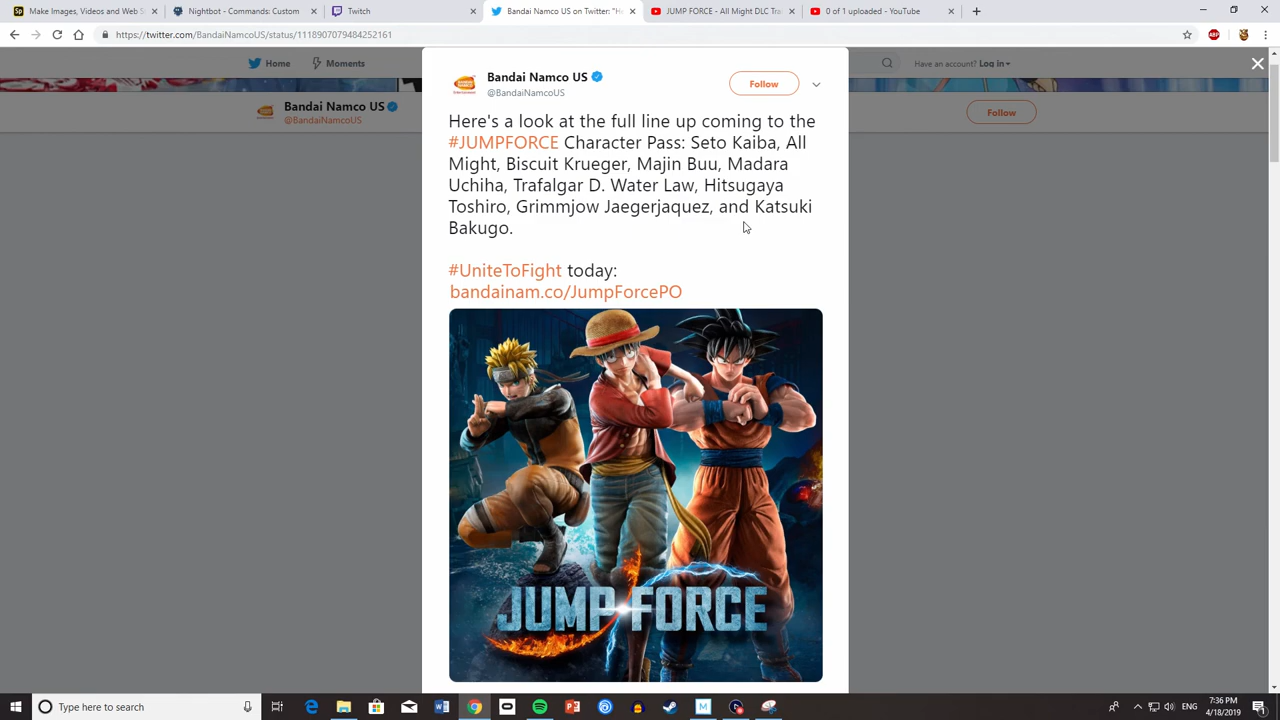 Make Images, Videos and Web S
Nightbot - Commands: Custom
Twitch
Bandai Namco US on Twitter: "He
JUMP FORCE - All Might DLC Tra
0 of 1 uploaded - YouTube
https://twitter.com/BandaiNamcoUS/status/1118907079484252161
Home
Moments
Have an account? Log in
Bandai Namco US
@BandaiNamcoUS
Follow
Bandai Namco US
@BandaiNamcoUS
Follow
Here's a look at the full line up coming to the
#JUMPFORCE Character Pass: Seto Kaiba, All
Might, Biscuit Krueger, Majin Buu, Madara
Uchiha, Trafalgar D. Water Law, Hitsugaya
Toshiro, Grimmjow Jaegerjaquez, and Katsuki
Bakugo.
#UniteToFight today:
bandainam.co/JumpForcePO
JUMP FORCE
Type here to search
ENG
7:36 PM
4/18/2019